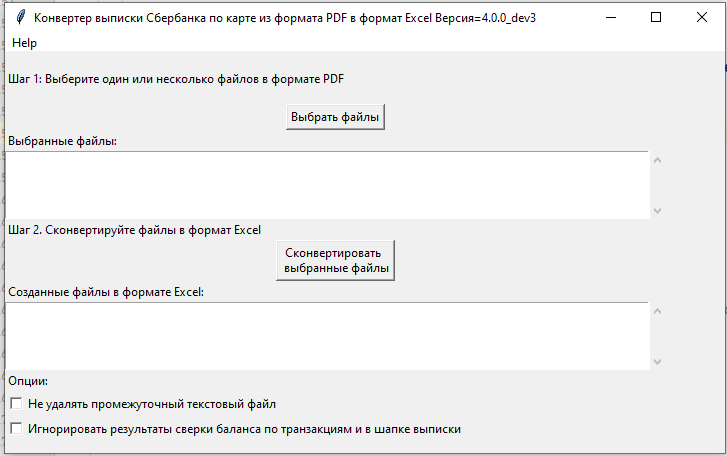 Конвертер выписки Сбербанка по карте из формата PDF в формат Excel Версия=4.0.0_dev3
Help
Шаг 1: Выберите один или несколько файлов в формате PDF
Выбрать файлы
Выбранные файлы:
Шаг 2. Сконвертируйте файлы в формат Excel
Сконвертировать
выбранные файлы
Созданные файлы в формате Excel:
Опции:
Не удалять промежуточный текстовый файл
Игнорировать результаты сверки баланса по транзакциям и в шапке выписки